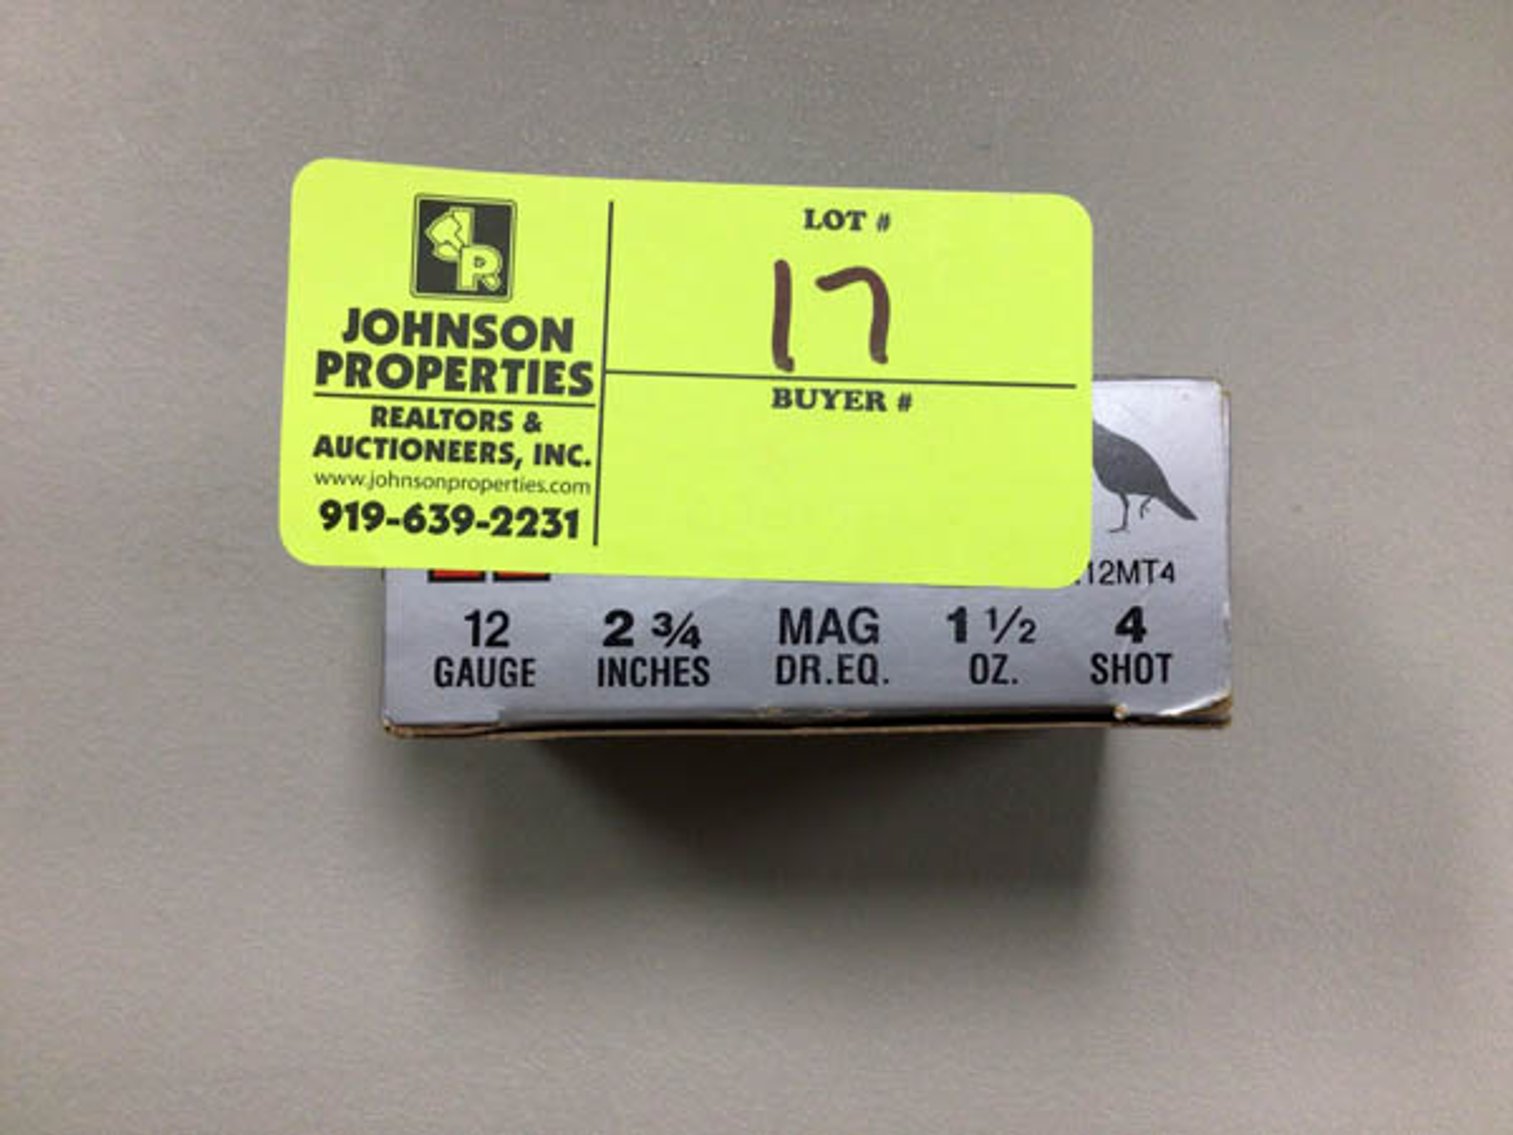 JP&R
JOHNSON
PROPERTIES
REALTORS &
AUCTIONEERS, INC.
www.johnsonproperties.com
919-639-2231
LOT #
17
BUYER #
12MT4
12 2 3/4 MAG 1 1/2 4
GAUGE INCHES DR.EQ. OZ. SHOT